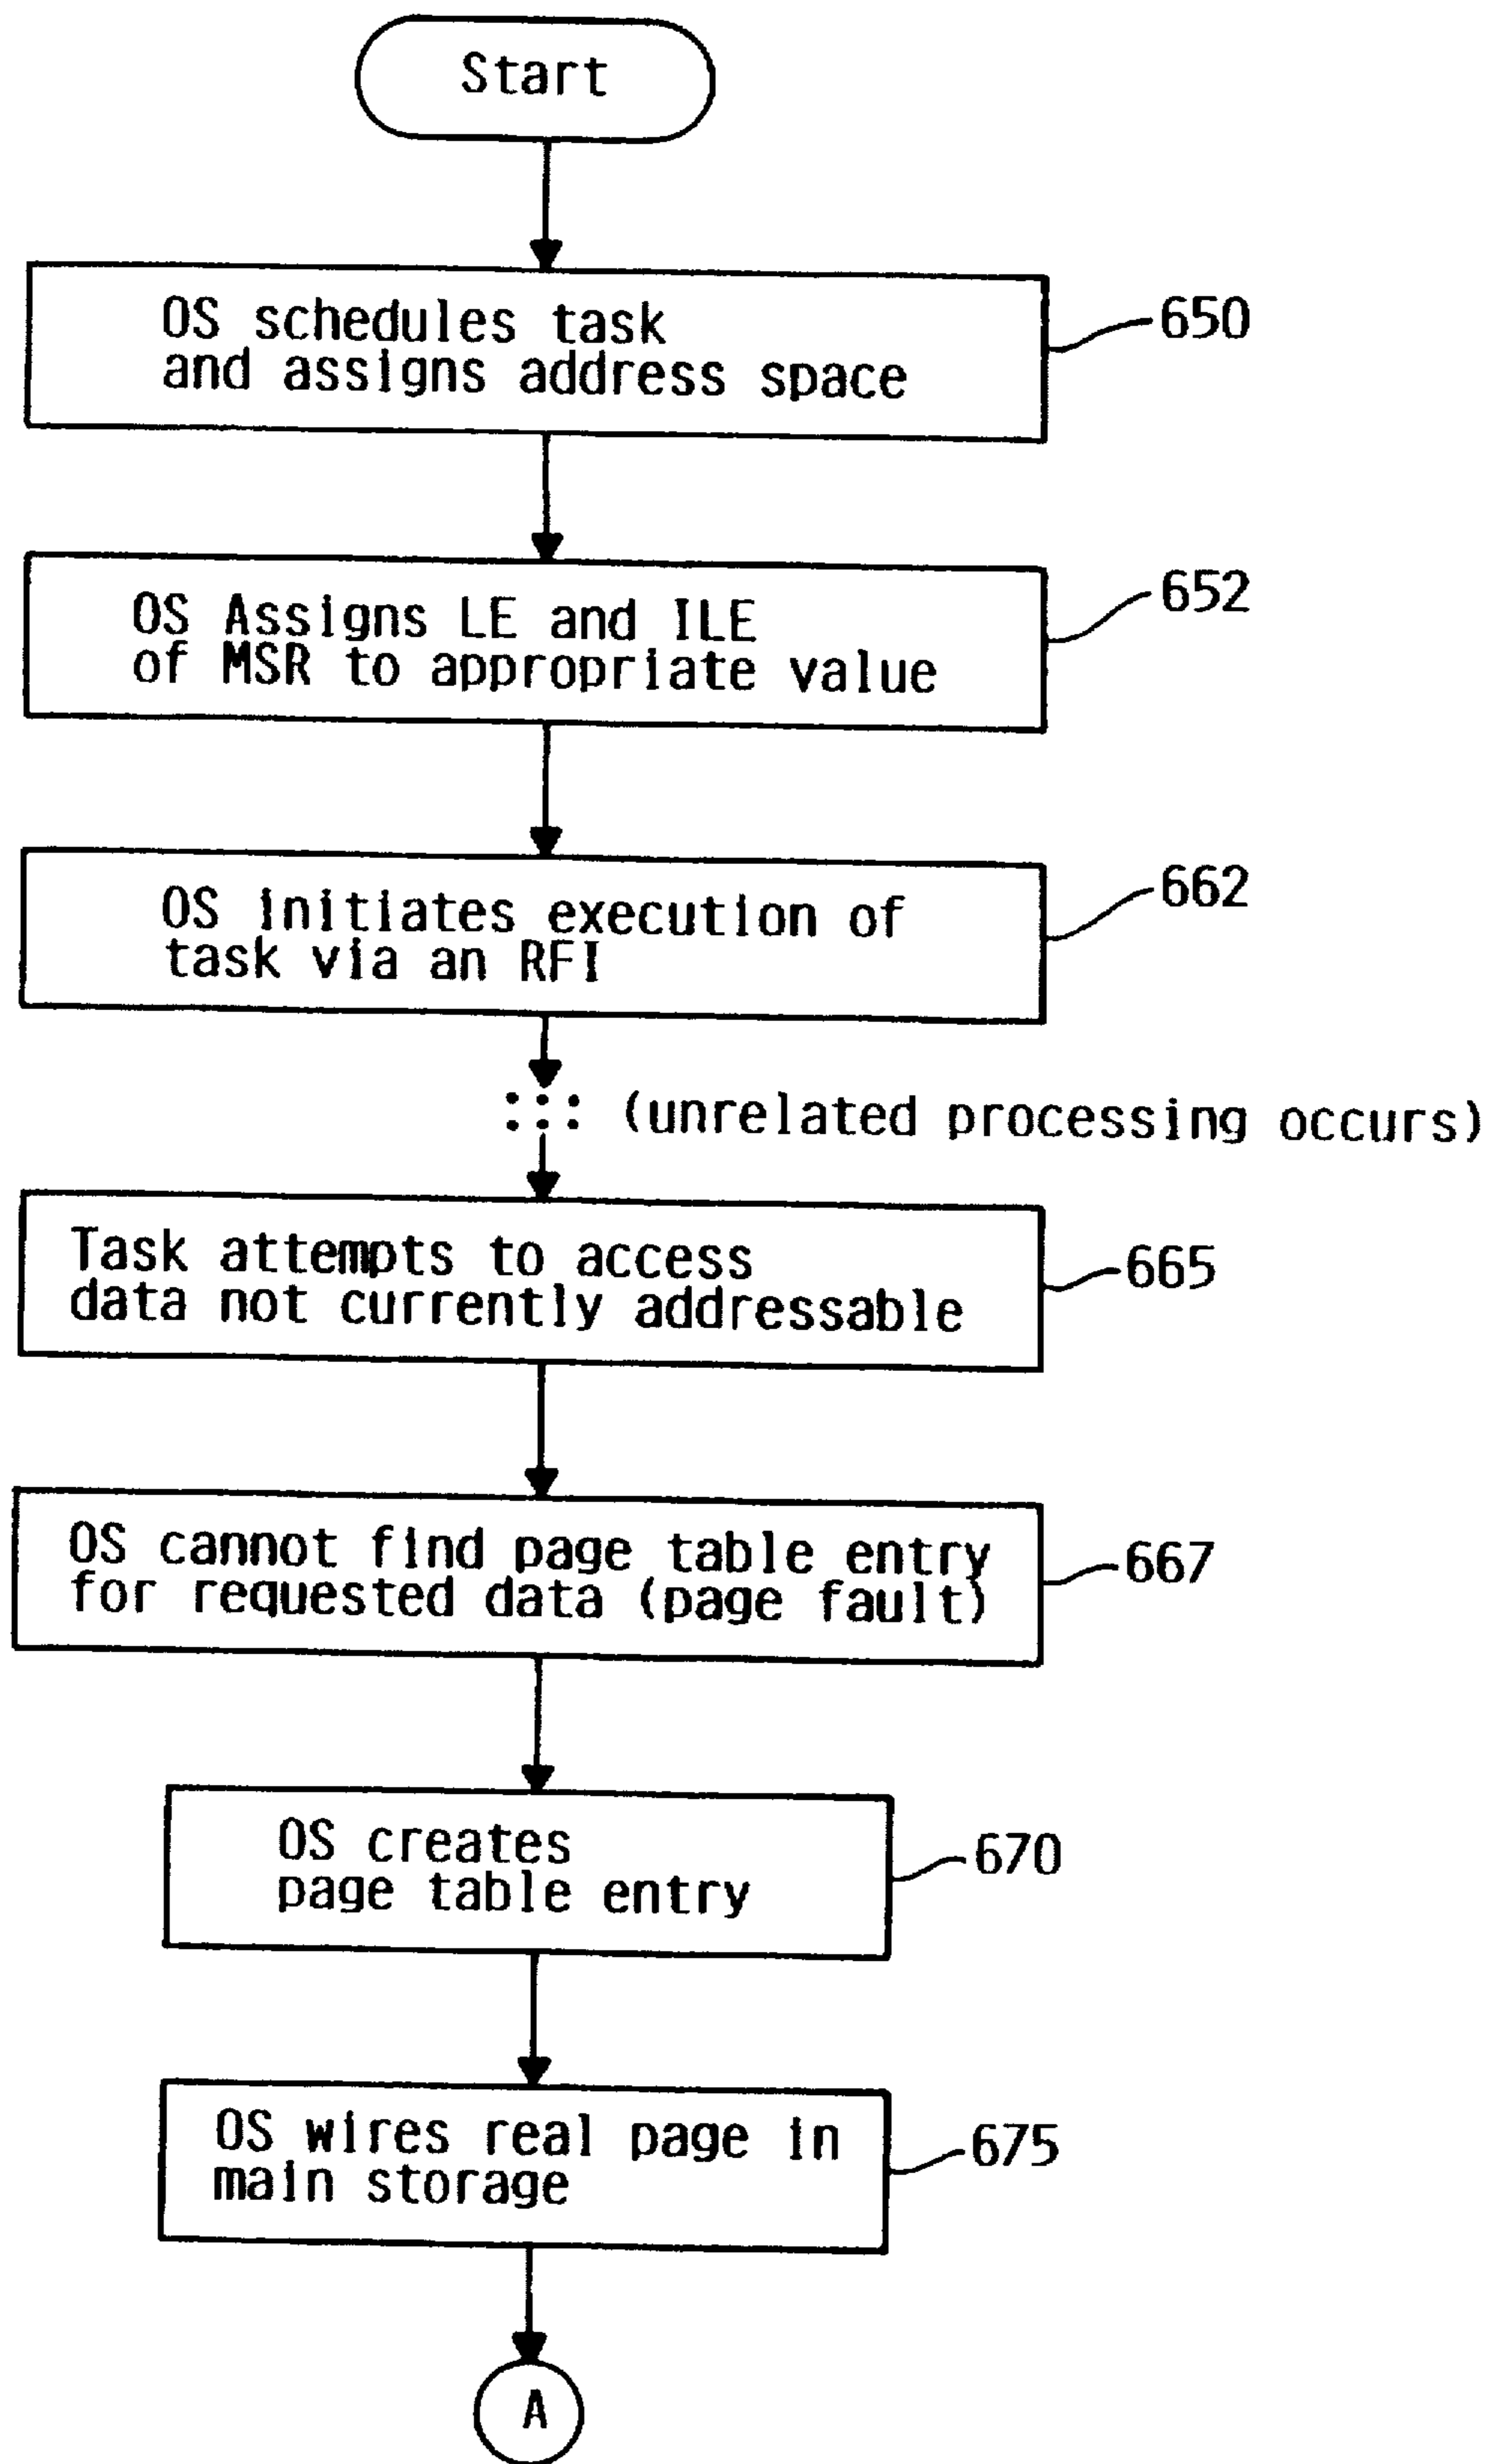 Start
OS schedules task
and assigns address space
650
OS Assigns LE and ILE
of MSR to appropriate value
652
OS initiates execution of
task via an RFI
662
(unrelated processing occurs)
Task attempts to access
data not currently addressable
665
OS cannot find page table entry
for requested data (page fault)
667
OS creates
page table entry
670
OS wires real page in
main storage
675
A